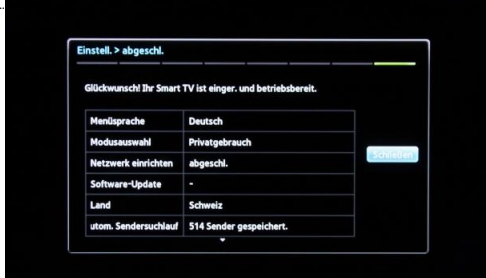 Einstell. > abgeschl.
Glückwunsch! Ihr Smart TV ist einger. und betriebsbereit.
Menüsprache Deutsch
Modusauswahl Privatgebrauch
Netzwerk einrichten abgeschl.
Schließen
Software-Update -
Land Schweiz
utom. Sendersuchlauf 514 Sender gespeichert.